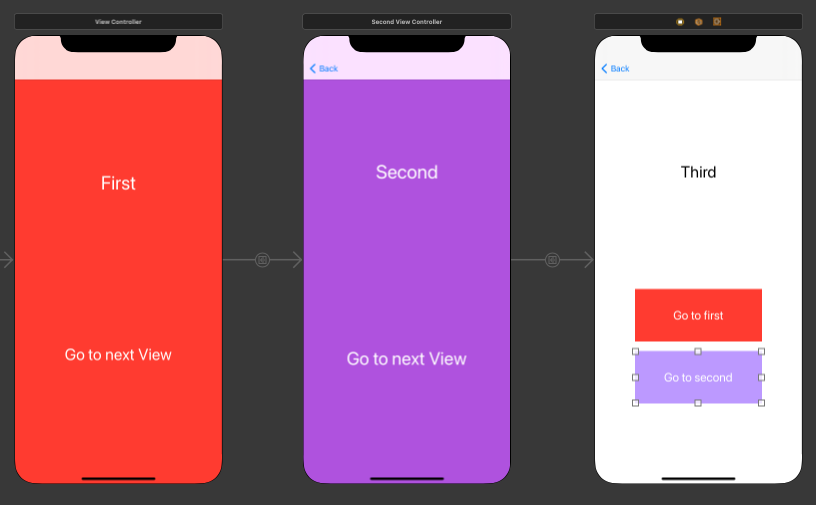 View Controller
Second View Controller
Back
Back
First
Second
Third
Go to first
Go to next View
Go to next View
Go to second